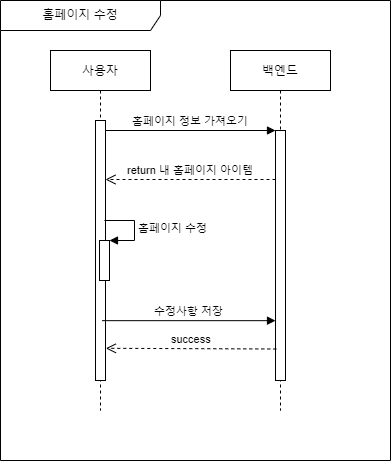 홈페이지 수정
사용자
백엔드
홈페이지 정보 가져오기
return 내 홈페이지 아이템
홈페이지 수정
수정사항 저장
success